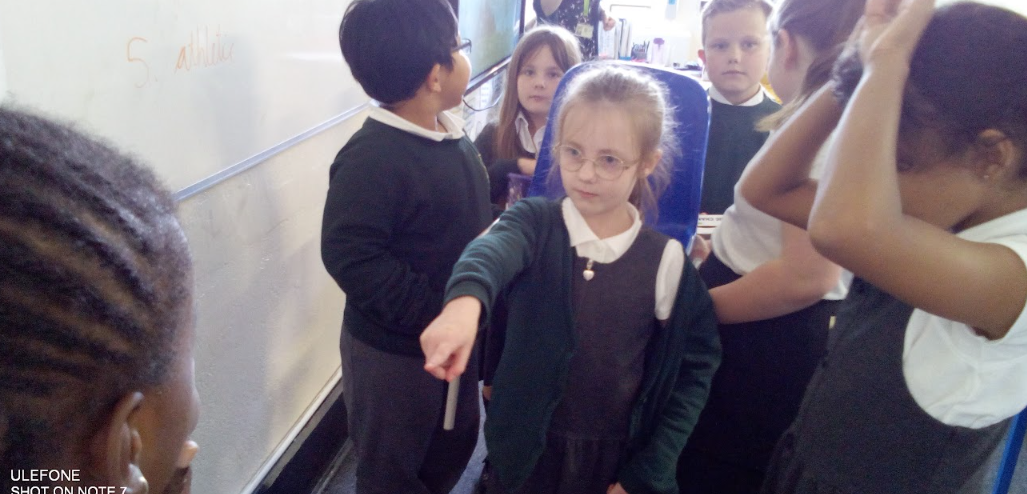 5. athlete
ULEFONE
SHOT ON NOTE 7